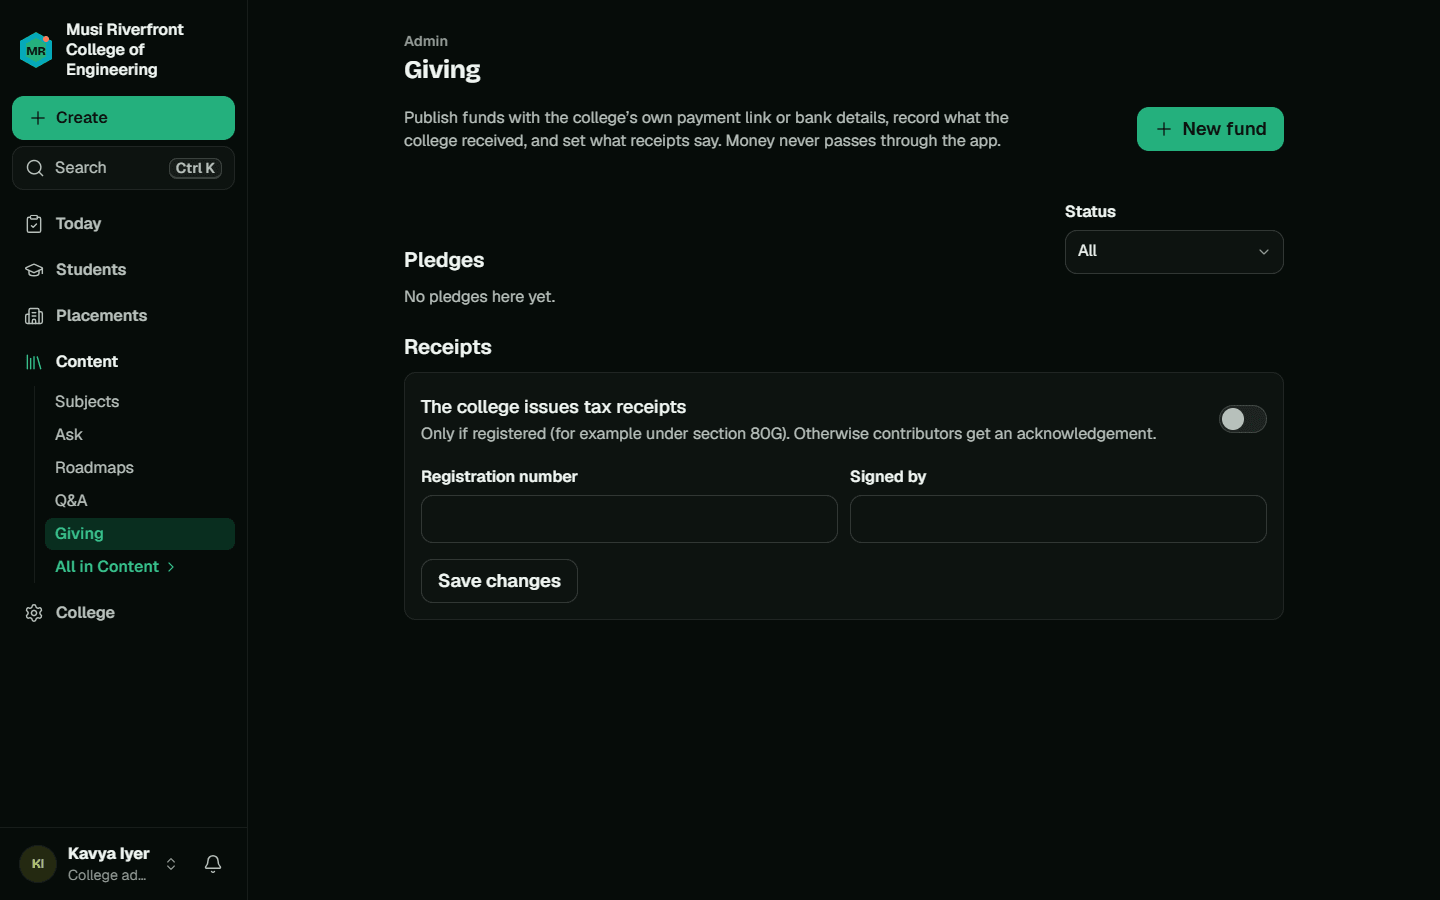 MR
Musi Riverfront
College of
Engineering
Create
Search
Ctrl K
Today
Students
Placements
Content
Subjects
Ask
Roadmaps
Q&A
Giving
All in Content
College
KI
Kavya Iyer
College ad...
Admin
Giving
Publish funds with the college’s own payment link or bank details, record what the
college received, and set what receipts say. Money never passes through the app.
New fund
Status
All
Pledges
No pledges here yet.
Receipts
The college issues tax receipts
Only if registered (for example under section 80G). Otherwise contributors get an acknowledgement.
Registration number
Signed by
Save changes